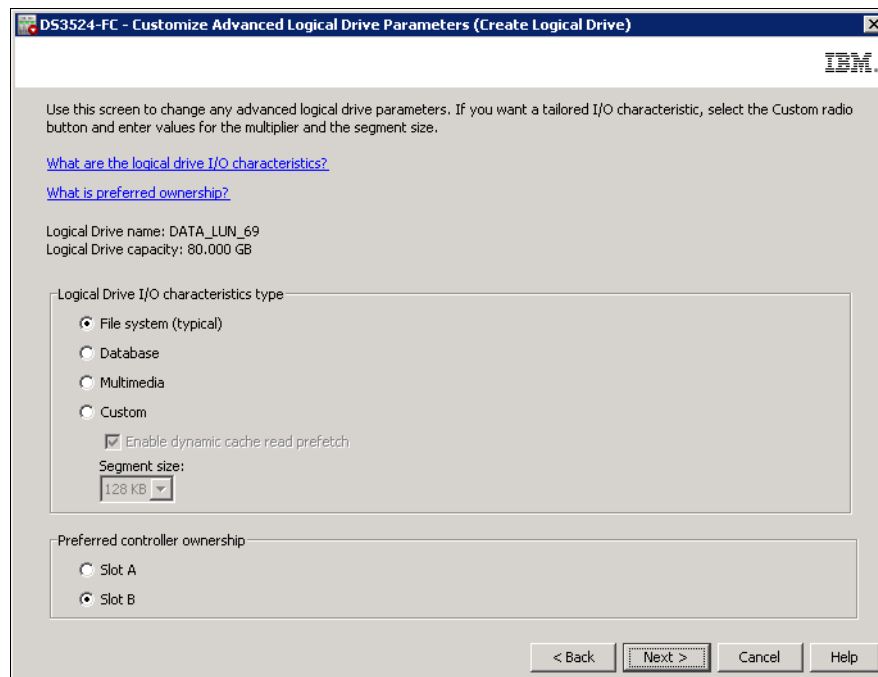 DS3524-FC - Customize Advanced Logical Drive Parameters (Create Logical Drive)
IBM.
Use this screen to change any advanced logical drive parameters. If you want a tailored I/O characteristic, select the Custom radio
button and enter values for the multiplier and the segment size.
What are the logical drive I/O characteristics?
What is preferred ownership?
Logical Drive name: DATA_LUN_69
Logical Drive capacity: 80.000 GB
Logical Drive I/O characteristics type
File system (typical)
Database
Multimedia
Custom
Enable dynamic cache read prefetch
Segment size:
128 KB
Preferred controller ownership
Slot A
Slot B
< Back Next > Cancel Help